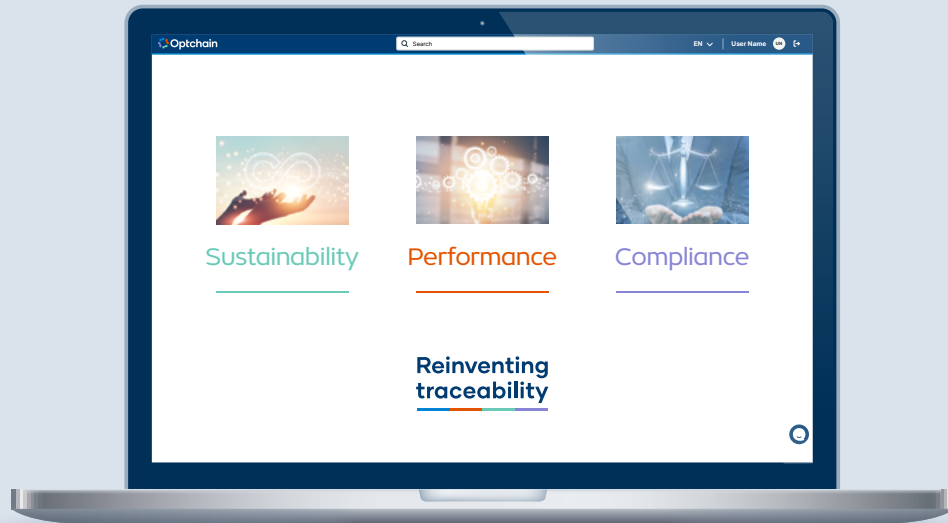 Optchain
Search
EN
User Name
UN
Sustainability
Performance
Compliance
Reinventing
traceability